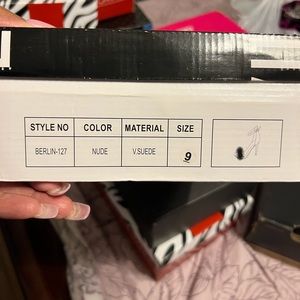 STYLE NO COLOR MATERIAL SIZE
BERLIN-127 NUDE V.SUEDE 9